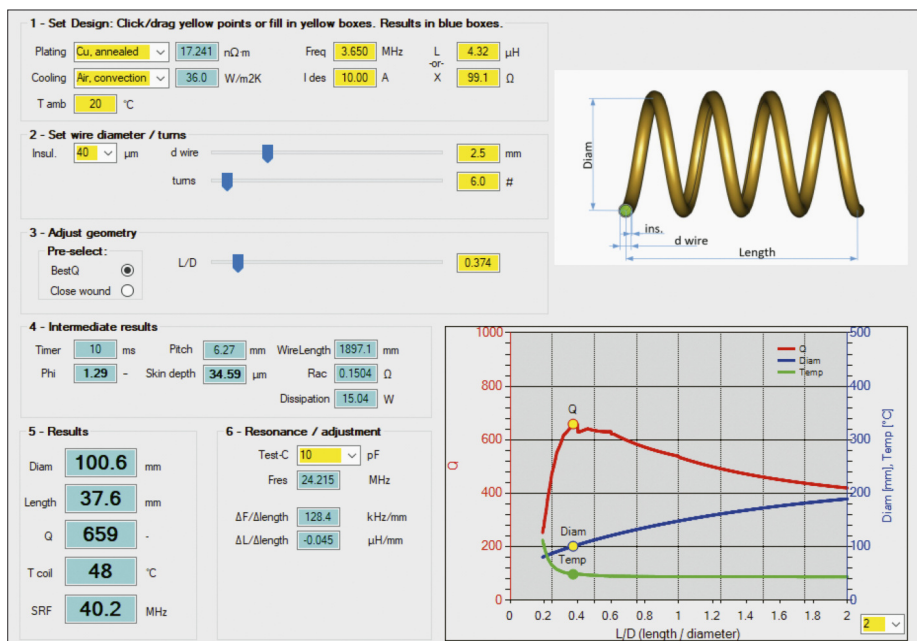 1 - Set Design: Click/drag yellow points or fill in yellow boxes. Results in blue boxes.
Plating Cu, annealed 17.241 nΩ·m Freq 3.650 MHz L 4.32 µH
-or-
Cooling Air, convection 36.0 W/m2K I des 10.00 A X 99.1 Ω
T amb 20 °C
2 - Set wire diameter / turns
Insul. 40 µm d wire 2.5 mm
turns 6.0 #
3 - Adjust geometry
Pre-select:
BestQ L/D 0.374
Close wound
Diam
ins.
d wire
Length
4 - Intermediate results
Timer 10 ms Pitch 6.27 mm WireLength 1897.1 mm
Phi 1.29 - Skin depth 34.59 µm Rac 0.1504 Ω
Dissipation 15.04 W
5 - Results
Diam 100.6 mm
Length 37.6 mm
Q 659 -
T coil 48 °C
SRF 40.2 MHz
6 - Resonance / adjustment
Test-C 10 pF
Fres 24.215 MHz
ΔF/Δlength 128.4 kHz/mm
ΔL/Δlength -0.045 µH/mm
1000 500
800 400
600 300
400 200
200 100
0 0
Q
Diam [mm], Temp [°C]
Q
Diam
Temp
Q
Diam
Temp
0 0.2 0.4 0.6 0.8 1 1.2 1.4 1.6 1.8 2
L/D (length / diameter)
2